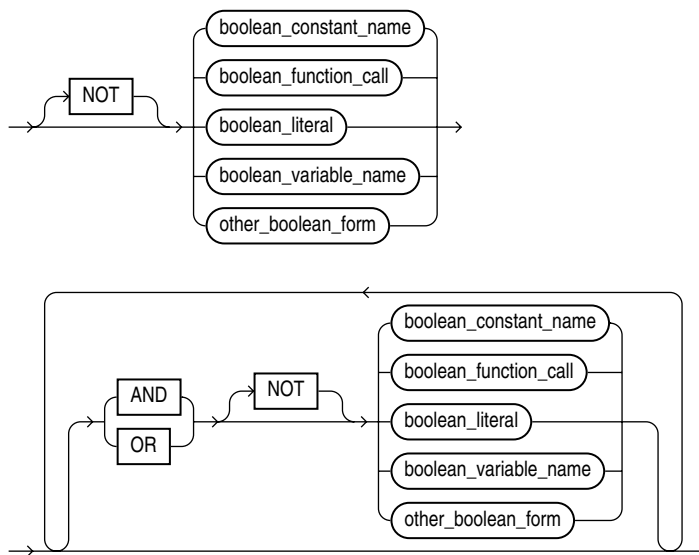 boolean_constant_name
boolean_function_call
NOT
boolean_literal
boolean_variable_name
other_boolean_form
boolean_constant_name
boolean_function_call
AND
NOT
boolean_literal
OR
boolean_variable_name
other_boolean_form